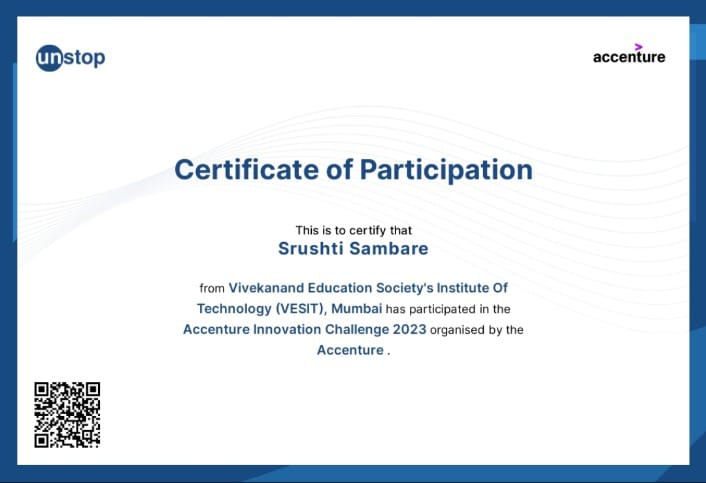 unstop
accenture
Certificate of Participation
This is to certify that
Srushti Sambare
from Vivekanand Education Society's Institute Of
Technology (VESIT), Mumbai has participated in the
Accenture Innovation Challenge 2023 organised by the
Accenture .